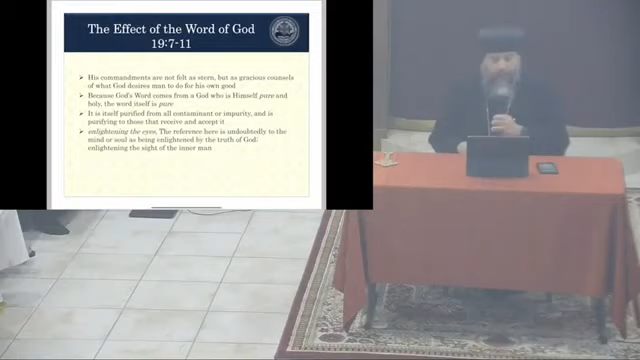 The Effect of the Word of God
19:7-11
➢ His commandments are not felt as stern, but as gracious counsels
of what God desires man to do for his own good
➢ Because God's Word comes from a God who is Himself pure and
holy, the word itself is pure
➢ It is itself purified from all contaminant or impurity, and is
purifying to those that receive and accept it
➢ enlightening the eyes, The reference here is undoubtedly to the
mind or soul as being enlightened by the truth of God;
enlightening the sight of the inner man